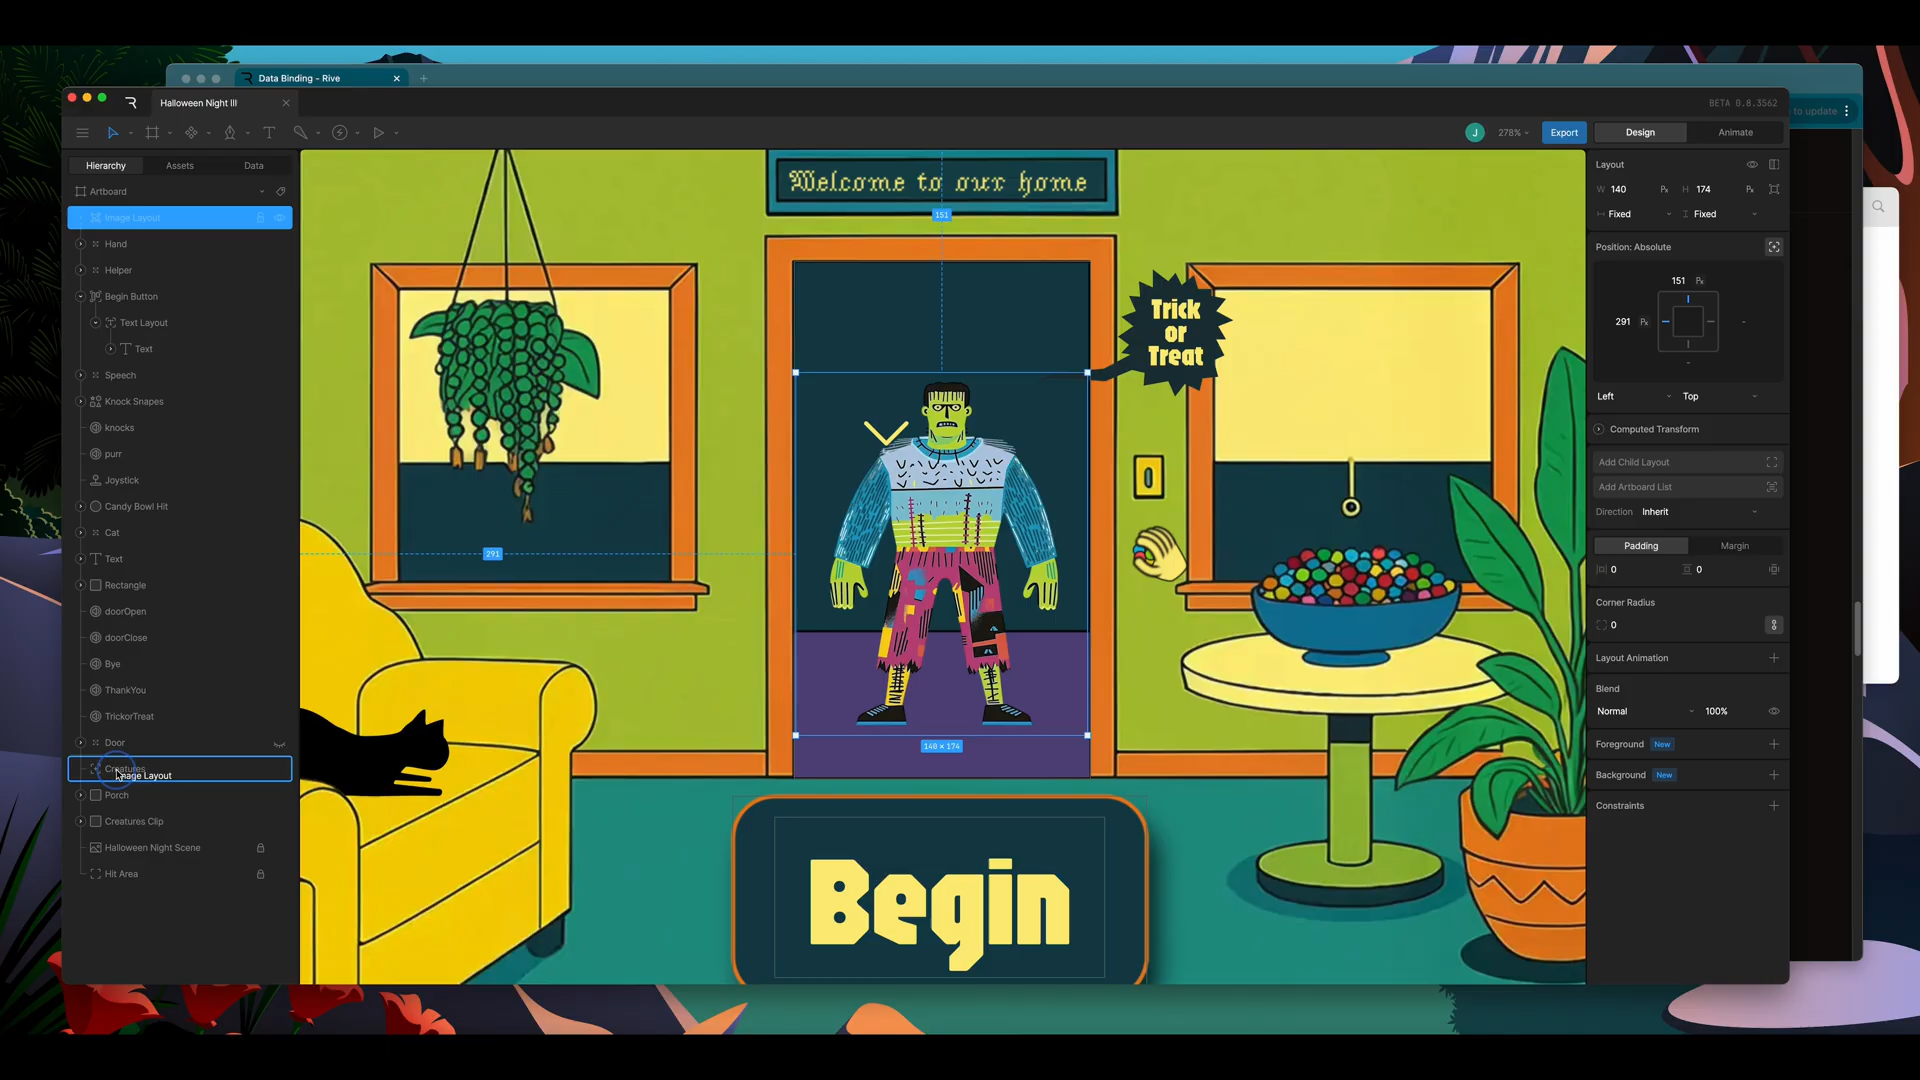 Data Binding - Rive
to update
Halloween Night III
BETA 0.8.3562
J
278%
Export
Design
Animate
Hierarchy
Assets
Data
Artboard
Image Layout
Hand
Helper
Begin Button
Text Layout
Text
Speech
Knock Snapes
knocks
purr
Joystick
Candy Bowl Hit
Cat
Text
Rectangle
doorOpen
doorClose
Bye
ThankYou
TrickorTreat
Door
Creatures
Image Layout
Porch
Creatures Clip
Halloween Night Scene
Hit Area
Welcome to our home
151
Trick
or
Treat
291
140 × 174
Begin
Layout
W 140 Px H 174 Px
Fixed Fixed
Position: Absolute
151 Px
291 Px
-
-
Left Top
Computed Transform
Add Child Layout
Add Artboard List
Direction Inherit
Padding Margin
0 0
Corner Radius
0
Layout Animation
Blend
Normal 100%
Foreground New
Background New
Constraints